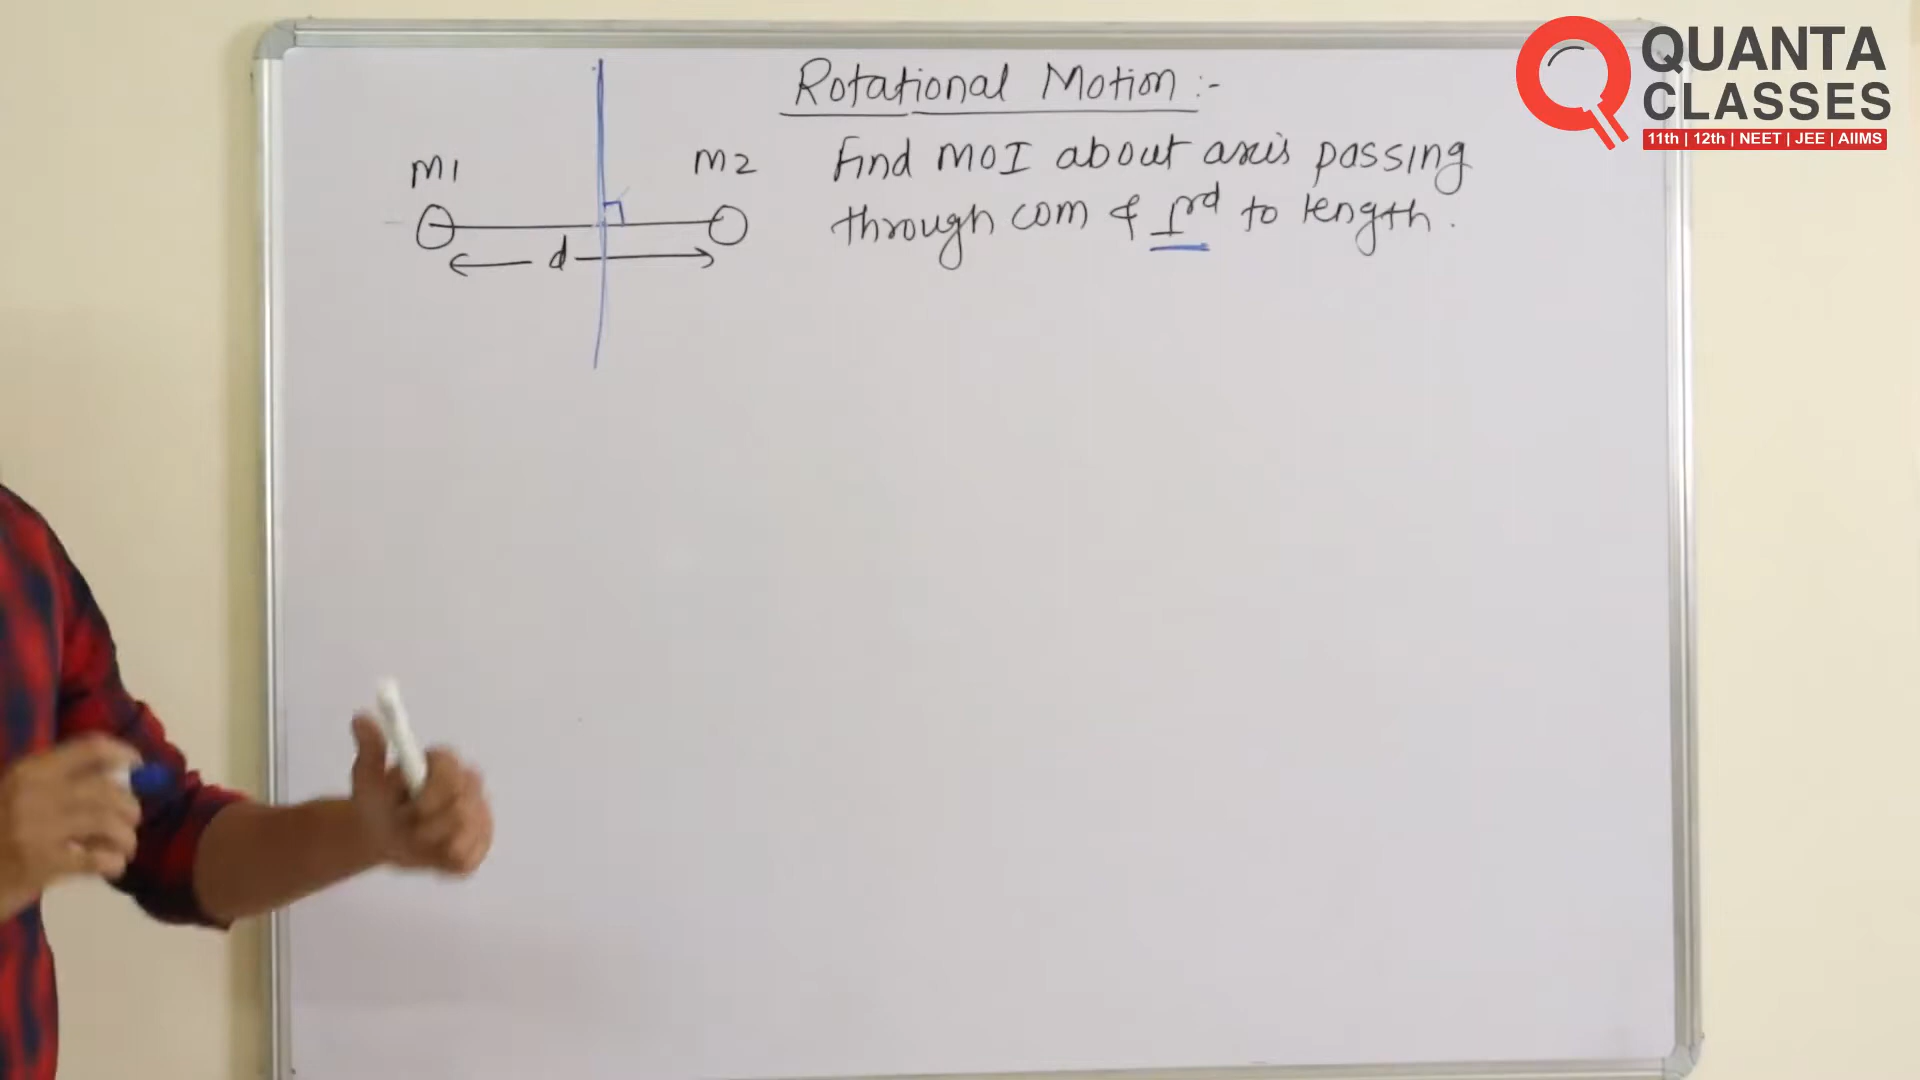 Rotational Motion :-
M1
M2
d
Find MOI about axis passing
through com & ⊥rd to length.
QUANTA
CLASSES
11th | 12th | NEET | JEE | AIIMS